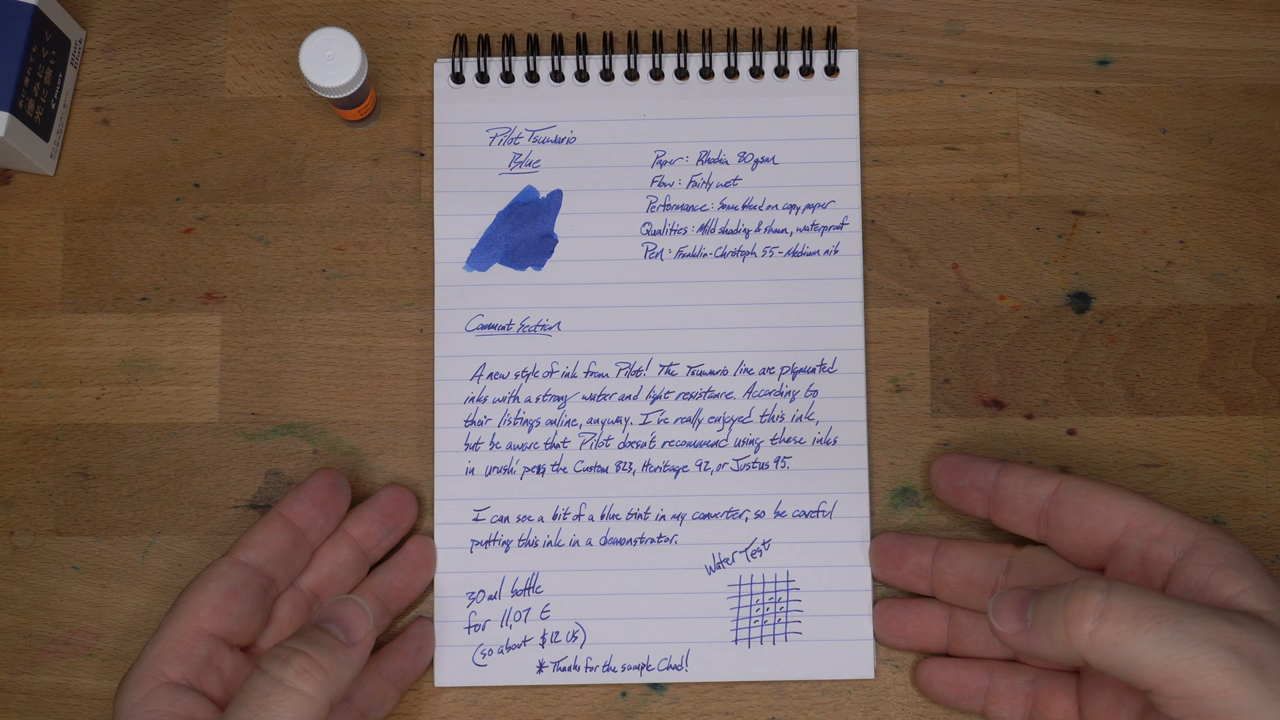 Pilot Tsuwairo
Blue
Paper: Rhodia 80gsm
Flow: Fairly wet
Performance: Some bleed on copy paper
Qualities: Mild shading & sheen, waterproof
Pen: Franklin-Christoph 55-Medium nib
Comment Section
A new style of ink from Pilot! The Tsuwairo line are pigmented
inks with a strong water and light resistance. According to
their listings online, anyway. I've really enjoyed this ink,
but be aware that Pilot doesn't recommend using these inks
in urushi pens, the Custom 823, Heritage 92, or Justus 95.
I can see a bit of a blue tint in my converter, so be careful
putting this ink in a demonstrator.
Water Test
30ml bottle
for 11,07 €
(so about $12 US)
* Thanks for the sample Chad!
PILOT